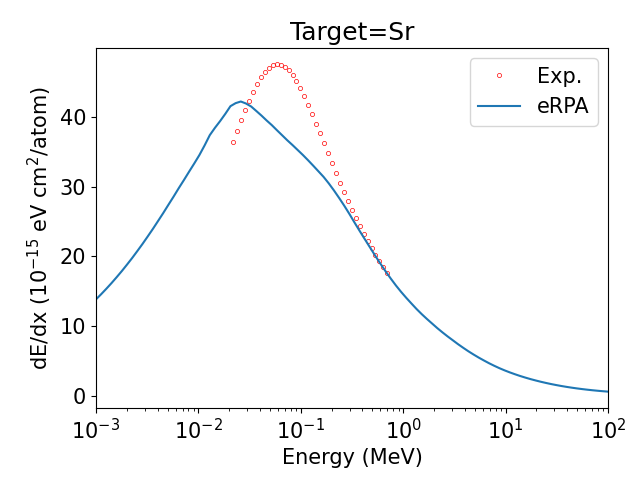 Target=Sr
Exp.
eRPA
dE/dx (10⁻¹⁵ eV cm²/atom)
40
30
20
10
0
10⁻³ 10⁻² 10⁻¹ 10⁰ 10¹ 10²
Energy (MeV)